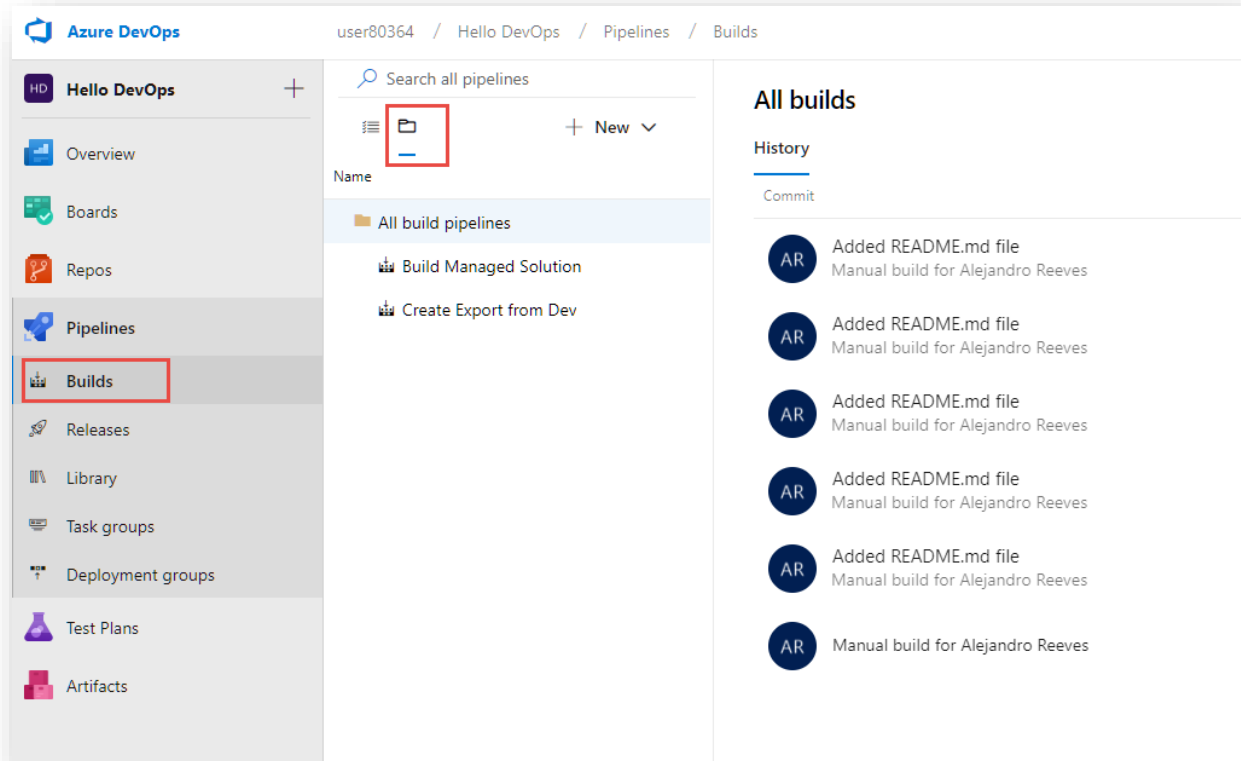 Azure DevOps
user80364 / Hello DevOps / Pipelines / Builds
HD Hello DevOps
Overview
Boards
Repos
Pipelines
Builds
Releases
Library
Task groups
Deployment groups
Test Plans
Artifacts
Search all pipelines
New
Name
All build pipelines
Build Managed Solution
Create Export from Dev
All builds
History
Commit
AR Added README.md file
Manual build for Alejandro Reeves
AR Added README.md file
Manual build for Alejandro Reeves
AR Added README.md file
Manual build for Alejandro Reeves
AR Added README.md file
Manual build for Alejandro Reeves
AR Added README.md file
Manual build for Alejandro Reeves
AR Manual build for Alejandro Reeves